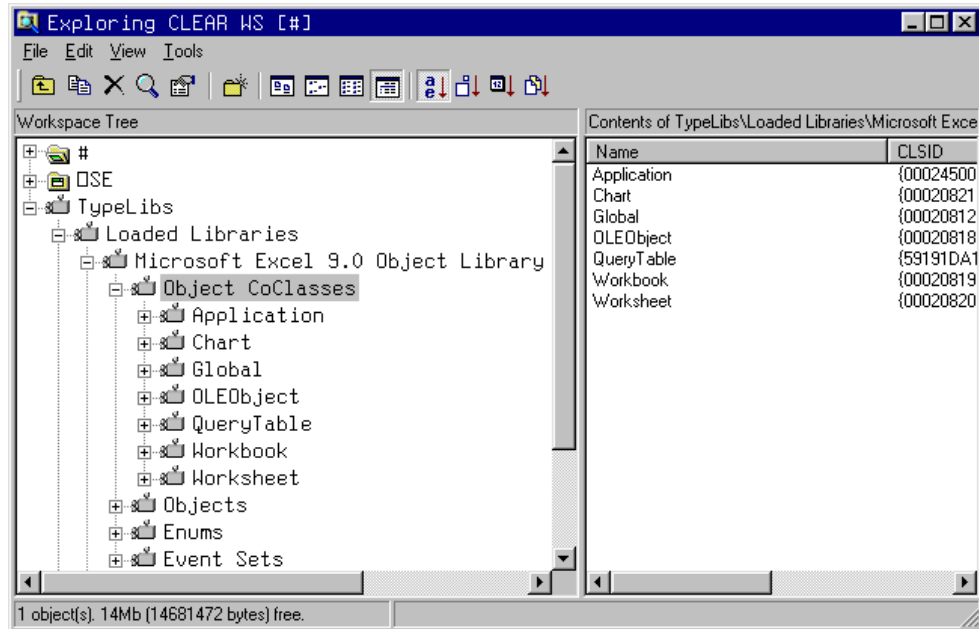 Exploring CLEAR WS [#]
File Edit View Tools
Workspace Tree
#
⎕SE
TypeLibs
Loaded Libraries
Microsoft Excel 9.0 Object Library
Object CoClasses
Application
Chart
Global
OLEObject
QueryTable
Workbook
Worksheet
Objects
Enums
Event Sets
Contents of TypeLibs\Loaded Libraries\Microsoft Exce
Name CLSID
Application {00024500
Chart {00020821
Global {00020812
OLEObject {00020818
QueryTable {59191DA1
Workbook {00020819
Worksheet {00020820
1 object(s). 14Mb (14681472 bytes) free.